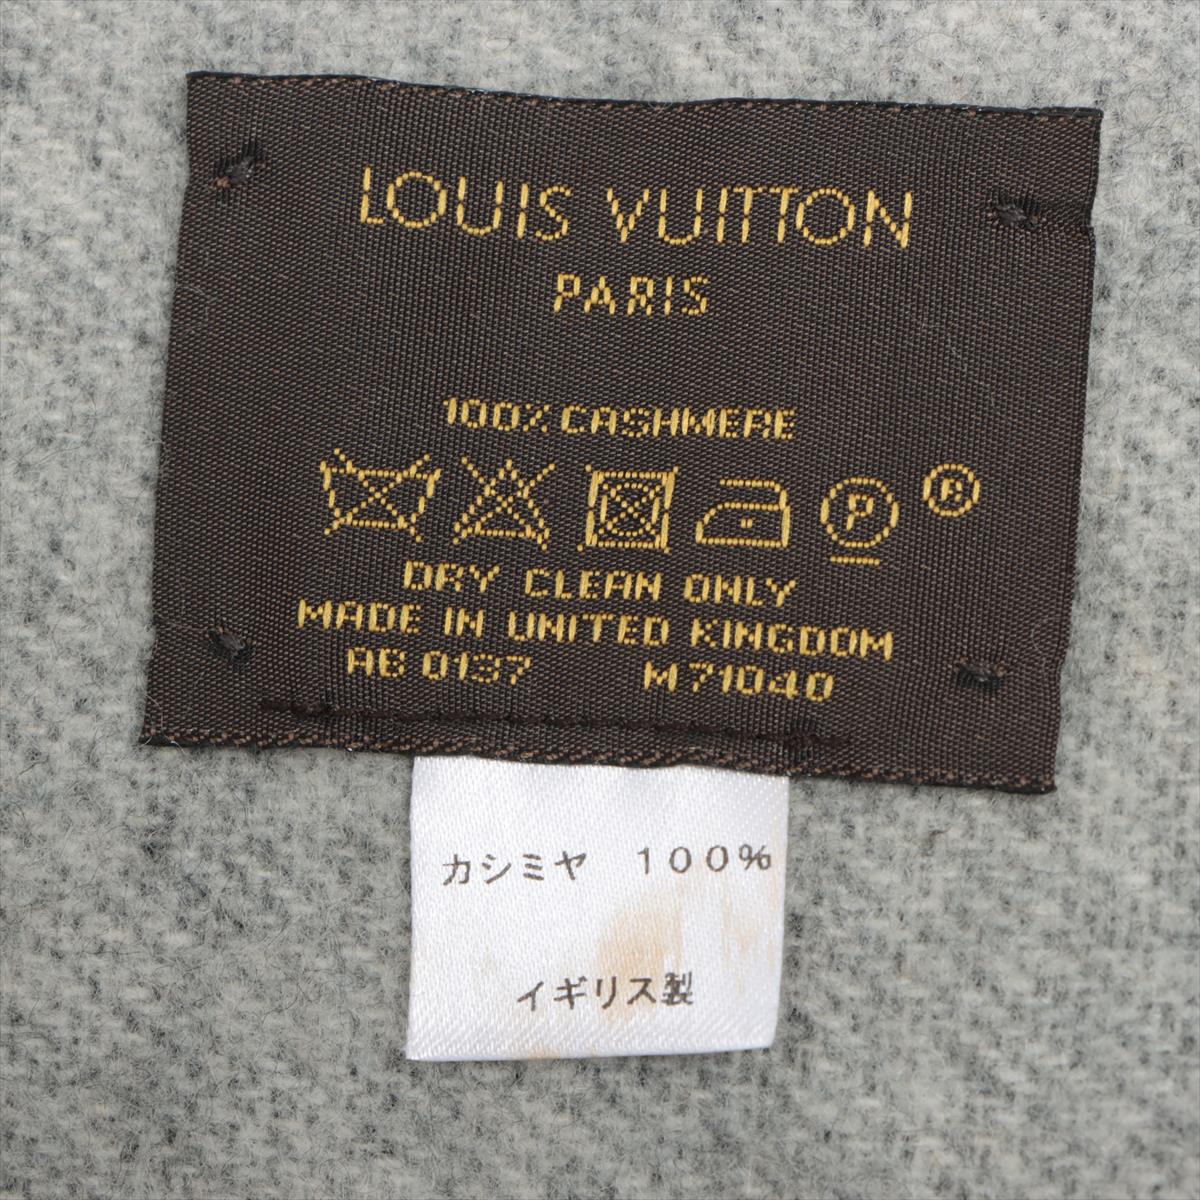 LOUIS VUITTON
PARIS
100% CASHMERE
P ®
DRY CLEAN ONLY
MADE IN UNITED KINGDOM
AB 0137 M71040
カシミヤ 100%
イギリス製